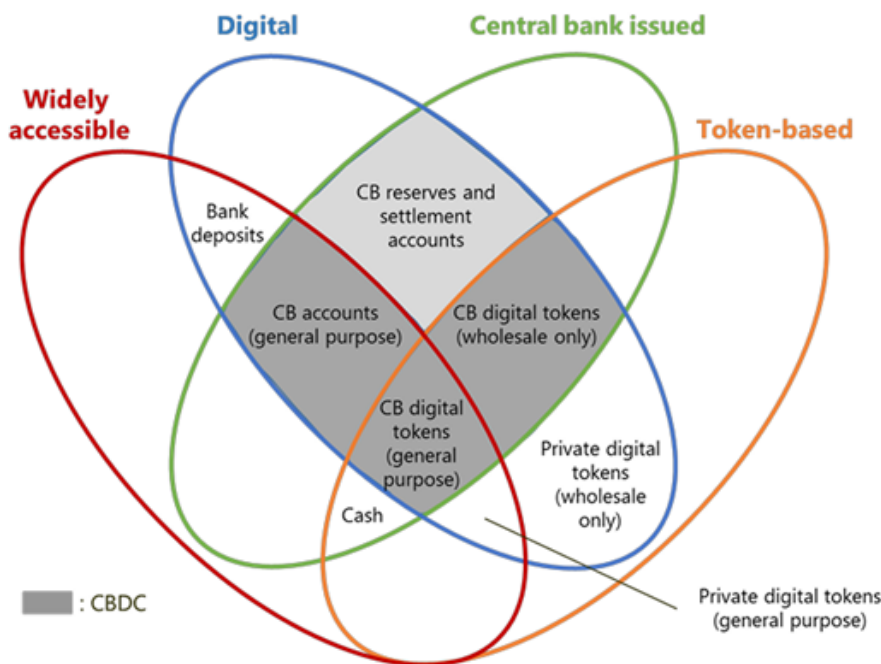 Digital
Central bank issued
Widely
accessible
Token-based
Bank
deposits
CB reserves and
settlement
accounts
CB accounts
(general purpose)
CB digital tokens
(wholesale only)
CB digital
tokens
(general
purpose)
Private digital
tokens
(wholesale
only)
Cash
: CBDC
Private digital tokens
(general purpose)